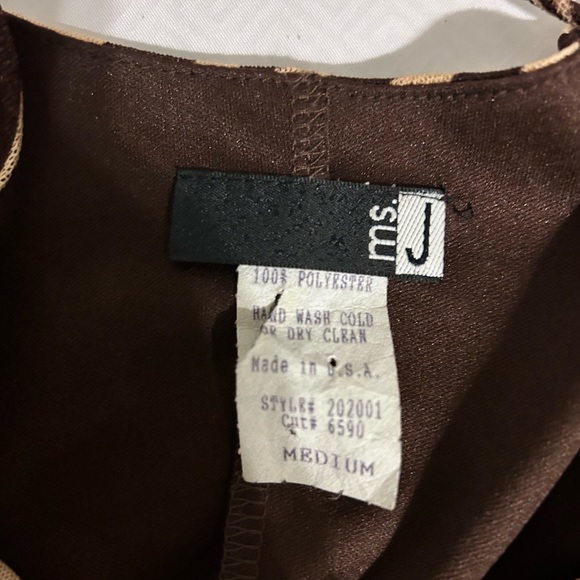 ms. J
100% POLYESTER
HAND WASH COLD
OR DRY CLEAN
Made in U.S.A.
STYLE# 202001
Cut# 6590
MEDIUM